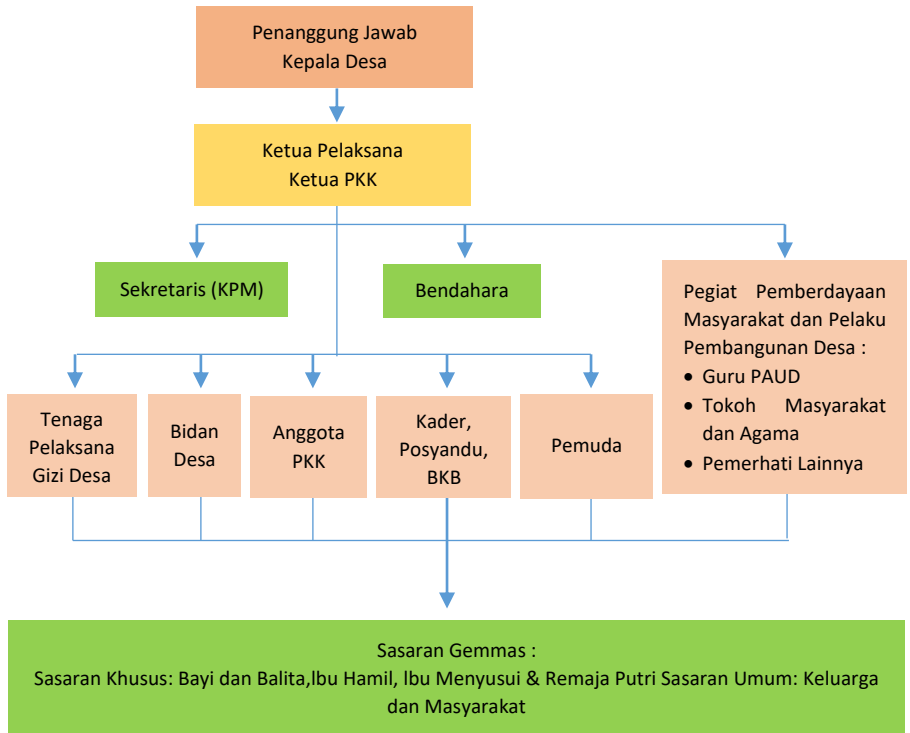 Penanggung Jawab
Kepala Desa
Ketua Pelaksana
Ketua PKK
Sekretaris (KPM)
Bendahara
Pegiat Pemberdayaan
Masyarakat dan Pelaku
Pembangunan Desa :
• Guru PAUD
• Tokoh Masyarakat
dan Agama
• Pemerhati Lainnya
Tenaga
Pelaksana
Gizi Desa
Bidan
Desa
Anggota
PKK
Kader,
Posyandu,
BKB
Pemuda
Sasaran Gemmas :
Sasaran Khusus: Bayi dan Balita,Ibu Hamil, Ibu Menyusui & Remaja Putri Sasaran Umum: Keluarga
dan Masyarakat